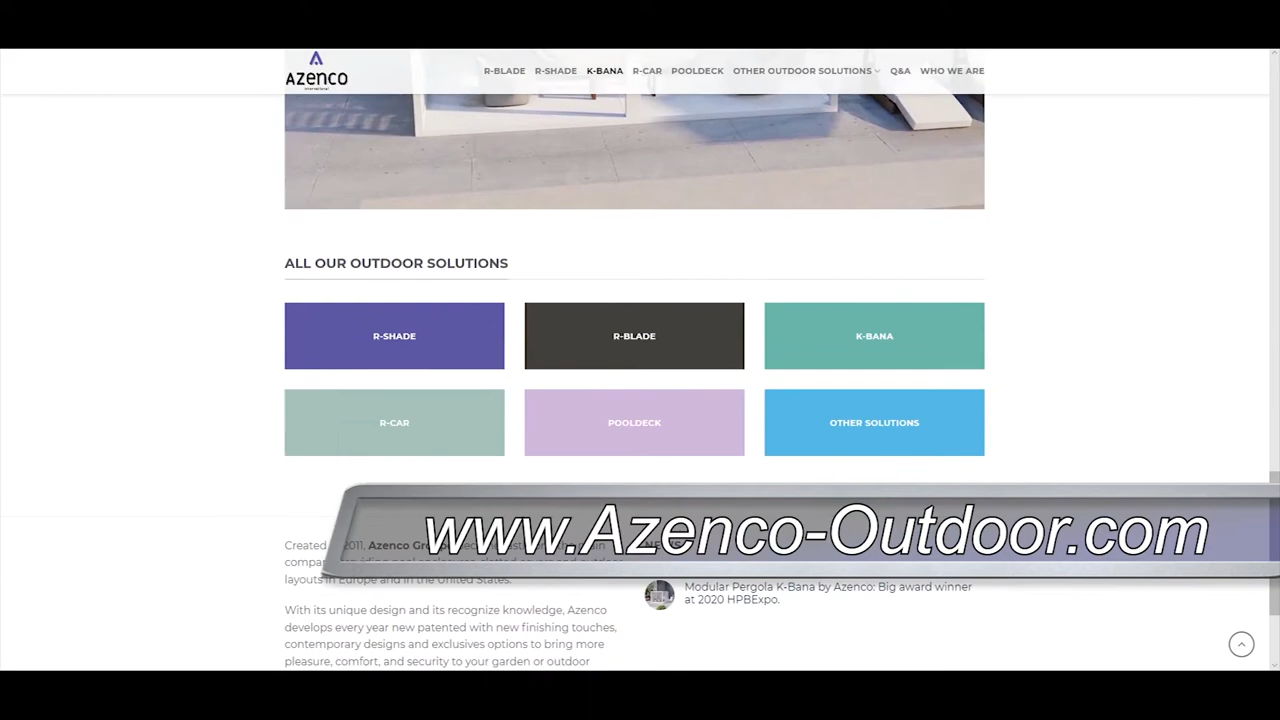 AZENCO
international
R-BLADE R-SHADE K-BANA R-CAR POOLDECK OTHER OUTDOOR SOLUTIONS Q&A WHO WE ARE
ALL OUR OUTDOOR SOLUTIONS
R-SHADE R-BLADE K-BANA
R-CAR POOLDECK OTHER SOLUTIONS
www.Azenco-Outdoor.com
Created 2011, Azenco
layouts in Europe and in the United States.
With its unique design and its recognize knowledge, Azenco
develops every year new patented with new finishing touches,
contemporary designs and exclusives options to bring more
pleasure, comfort, and security to your garden or outdoor
Modular Pergola K-Bana by Azenco: Big award winner
at 2020 HPBExpo.